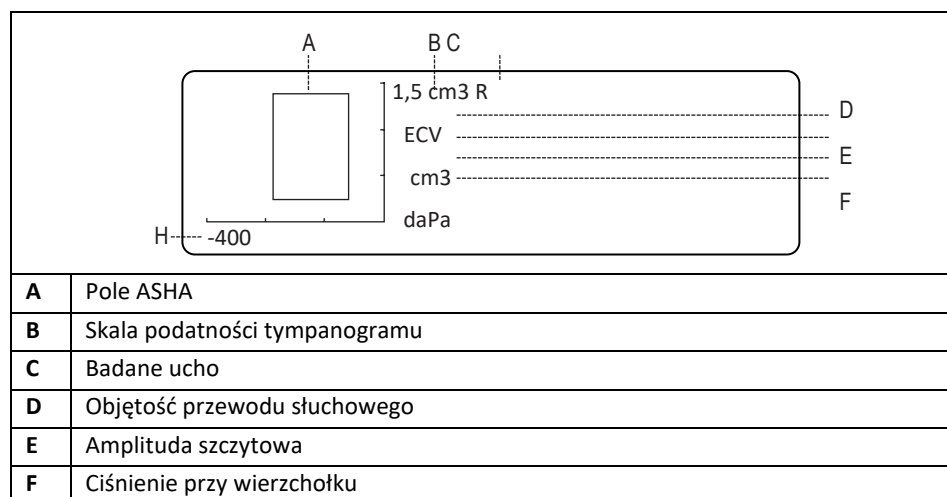 A B C
1,5 cm3 R
D
ECV
E
cm3
F
daPa
H -400
A Pole ASHA
B Skala podatności tympanogramu
C Badane ucho
D Objętość przewodu słuchowego
E Amplituda szczytowa
F Ciśnienie przy wierzchołku